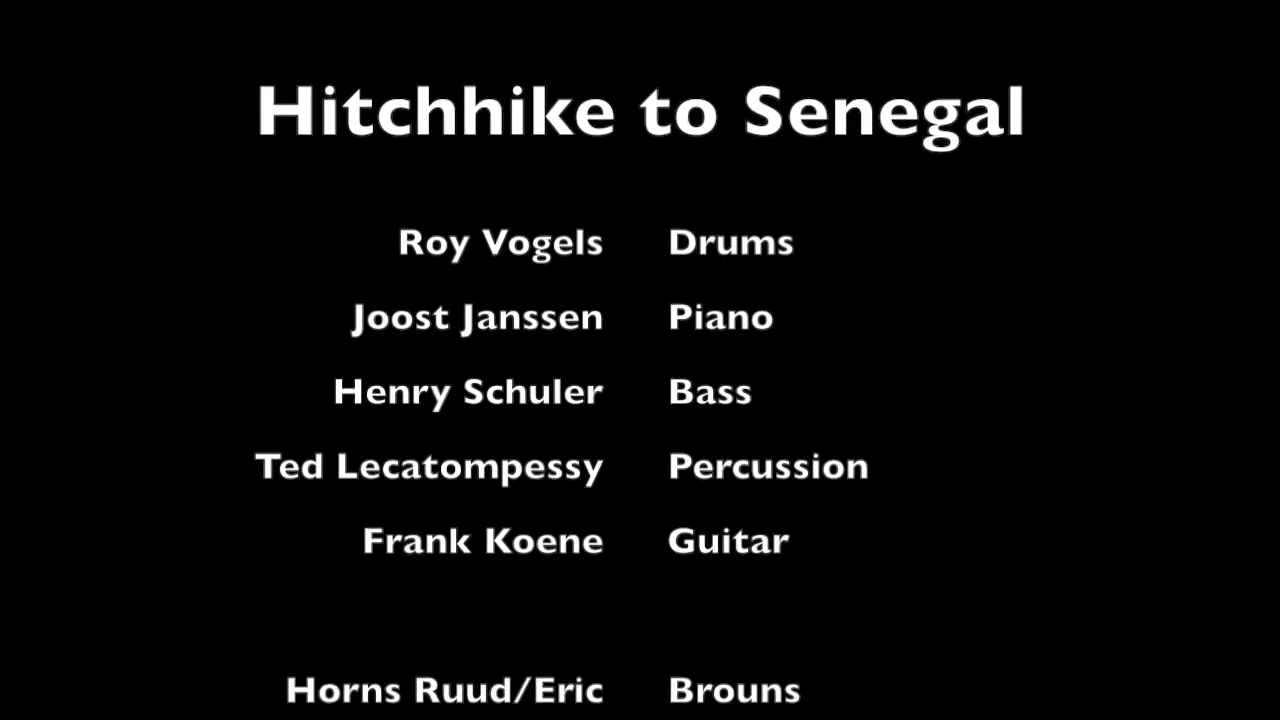 Hitchhike to Senegal
Roy Vogels Drums
Joost Janssen Piano
Henry Schuler Bass
Ted Lecatompessy Percussion
Frank Koene Guitar
Horns Ruud/Eric Brouns